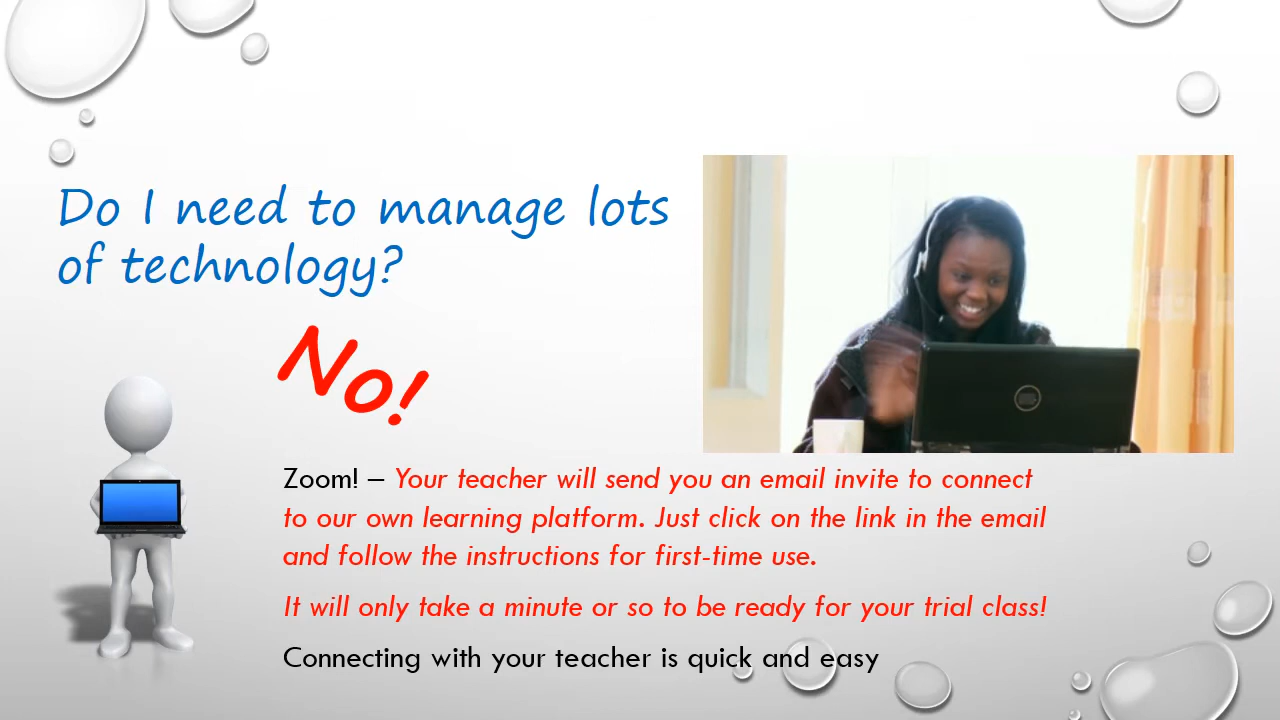 Do I need to manage lots
of technology?
No!
Zoom! – Your teacher will send you an email invite to connect
to our own learning platform. Just click on the link in the email
and follow the instructions for first-time use.
It will only take a minute or so to be ready for your trial class!
Connecting with your teacher is quick and easy